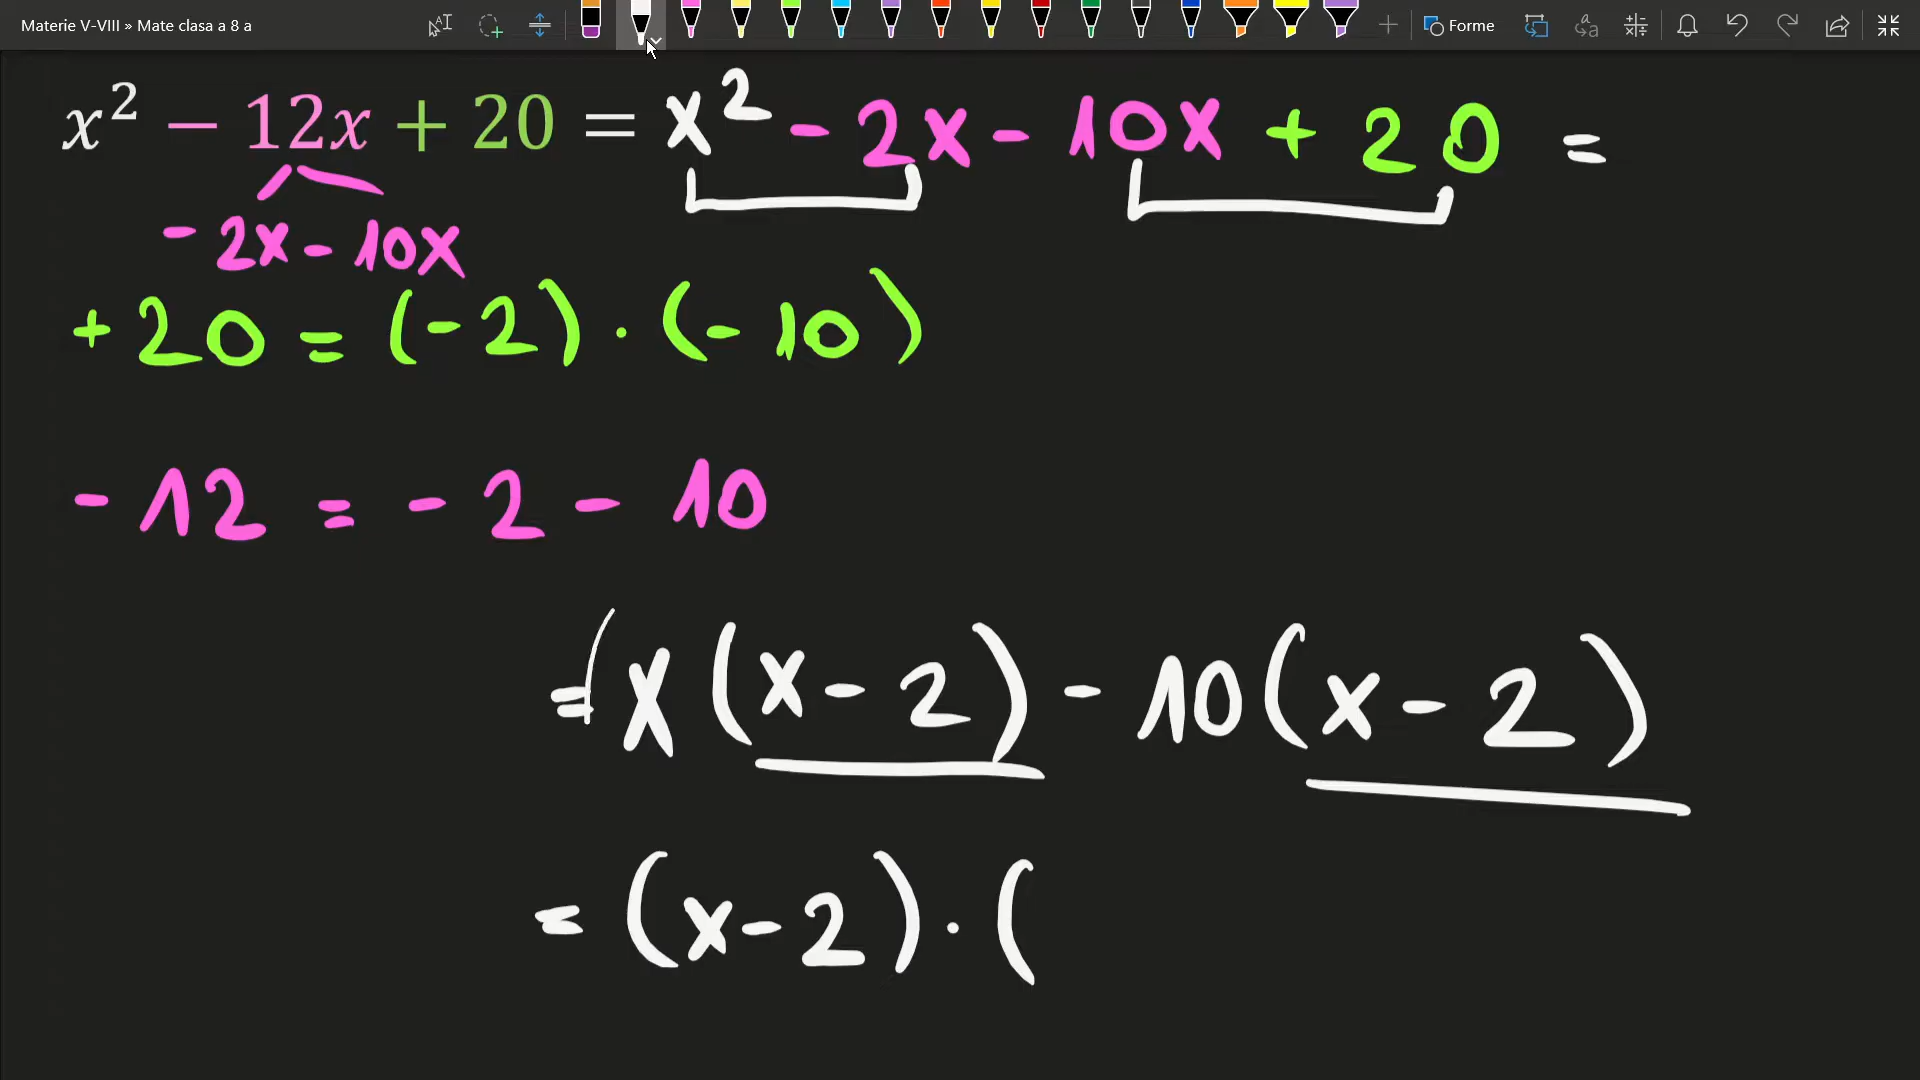 Materie V-VIII » Mate clasa a 8 a
Forme
x² − 12x + 20 = x² - 2x - 10x + 20 =
- 2x - 10x
+ 20 = (- 2) · (- 10)
- 12 = - 2 - 10
= x (x - 2) - 10 (x - 2)
= (x - 2) · (